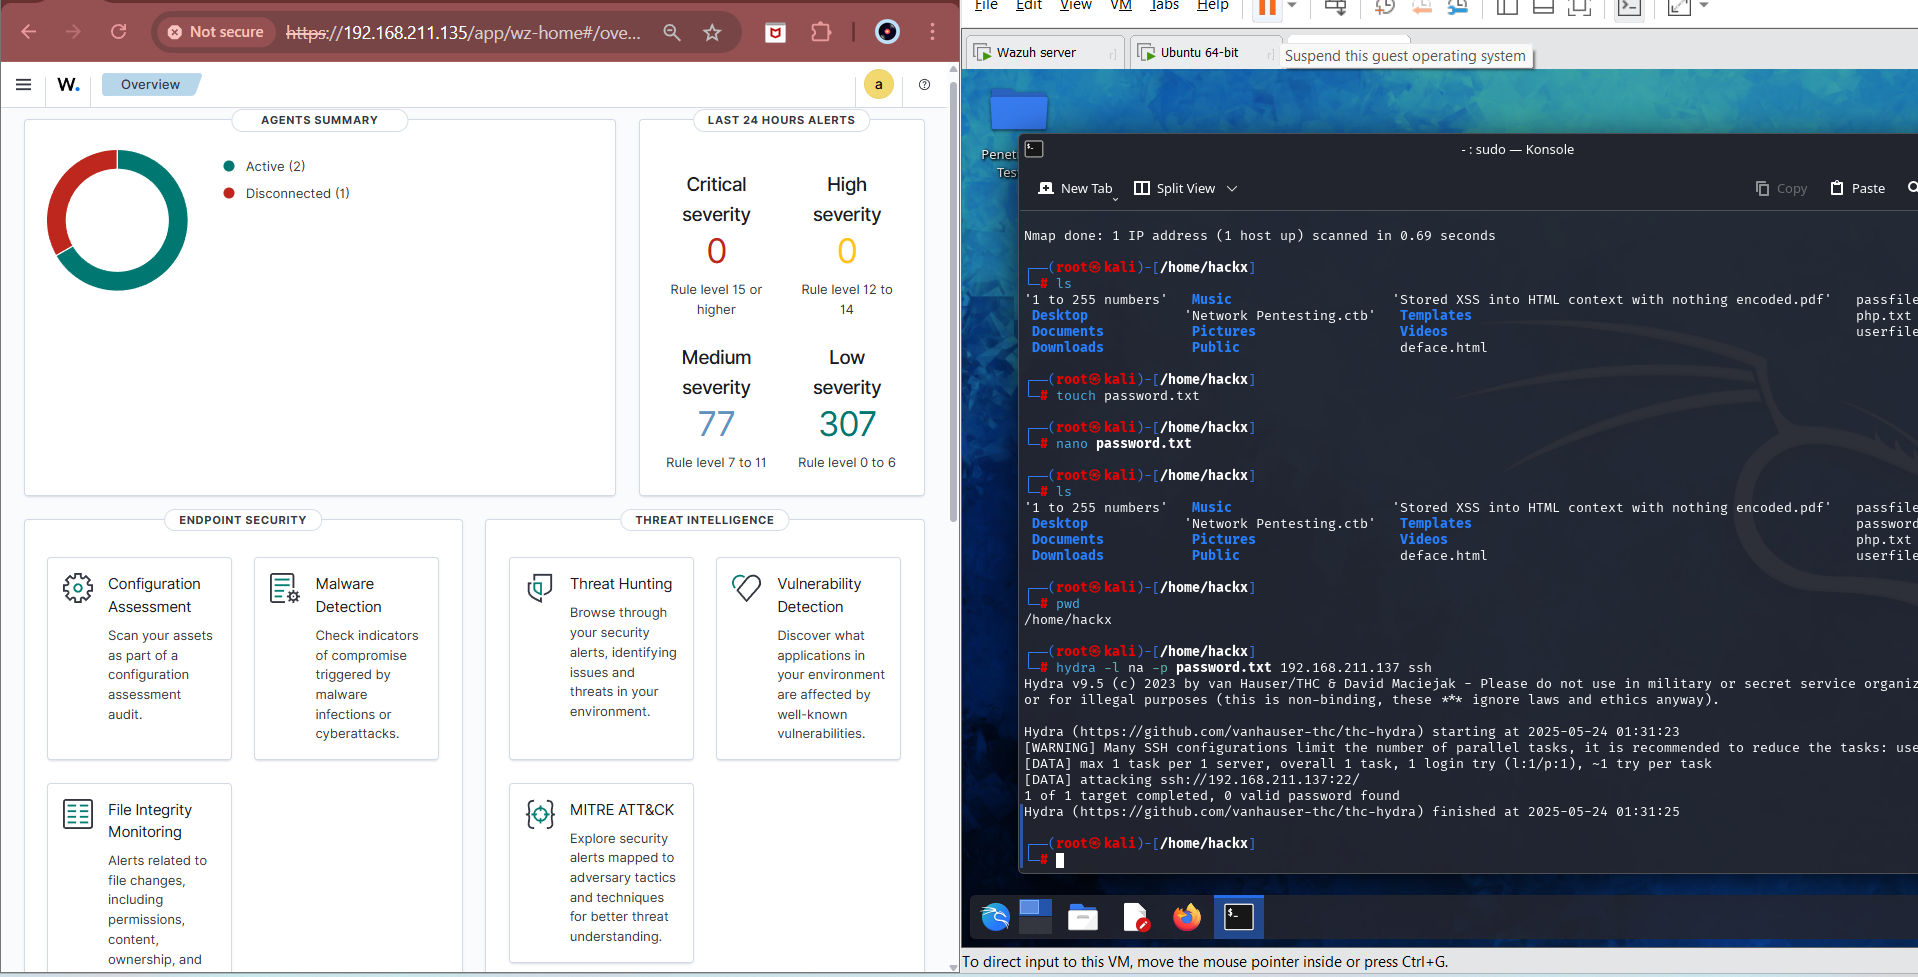 Not secure
https://192.168.211.135/app/wz-home#/ove...
W.
Overview
a
AGENTS SUMMARY
Active (2)
Disconnected (1)
LAST 24 HOURS ALERTS
Critical severity
0
Rule level 15 or higher
High severity
0
Rule level 12 to 14
Medium severity
77
Rule level 7 to 11
Low severity
307
Rule level 0 to 6
ENDPOINT SECURITY
Configuration Assessment
Scan your assets as part of a configuration assessment audit.
Malware Detection
Check indicators of compromise triggered by malware infections or cyberattacks.
File Integrity Monitoring
Alerts related to file changes, including permissions, content, ownership, and
THREAT INTELLIGENCE
Threat Hunting
Browse through your security alerts, identifying issues and threats in your environment.
Vulnerability Detection
Discover what applications in your environment are affected by well-known vulnerabilities.
MITRE ATT&CK
Explore security alerts mapped to adversary tactics and techniques for better threat understanding.
File Edit View VM Tabs Help
Wazuh server
Ubuntu 64-bit
Suspend this guest operating system
- : sudo — Konsole
New Tab
Split View
Copy
Paste
Nmap done: 1 IP address (1 host up) scanned in 0.69 seconds
(root㉿kali)-[/home/hackx]
# ls
'1 to 255 numbers' Music 'Stored XSS into HTML context with nothing encoded.pdf' passfile
Desktop 'Network Pentesting.ctb' Templates php.txt
Documents Pictures Videos userfile
Downloads Public deface.html
(root㉿kali)-[/home/hackx]
# touch password.txt
(root㉿kali)-[/home/hackx]
# nano password.txt
(root㉿kali)-[/home/hackx]
# ls
'1 to 255 numbers' Music 'Stored XSS into HTML context with nothing encoded.pdf' passfile
Desktop 'Network Pentesting.ctb' Templates password
Documents Pictures Videos php.txt
Downloads Public deface.html userfile
(root㉿kali)-[/home/hackx]
# pwd
/home/hackx
(root㉿kali)-[/home/hackx]
# hydra -l na -p password.txt 192.168.211.137 ssh
Hydra v9.5 (c) 2023 by van Hauser/THC & David Maciejak - Please do not use in military or secret service organiz
or for illegal purposes (this is non-binding, these *** ignore laws and ethics anyway).
Hydra (https://github.com/vanhauser-thc/thc-hydra) starting at 2025-05-24 01:31:23
[WARNING] Many SSH configurations limit the number of parallel tasks, it is recommended to reduce the tasks: use
[DATA] max 1 task per 1 server, overall 1 task, 1 login try (l:1/p:1), ~1 try per task
[DATA] attacking ssh://192.168.211.137:22/
1 of 1 target completed, 0 valid password found
Hydra (https://github.com/vanhauser-thc/thc-hydra) finished at 2025-05-24 01:31:25
(root㉿kali)-[/home/hackx]
#
To direct input to this VM, move the mouse pointer inside or press Ctrl+G.